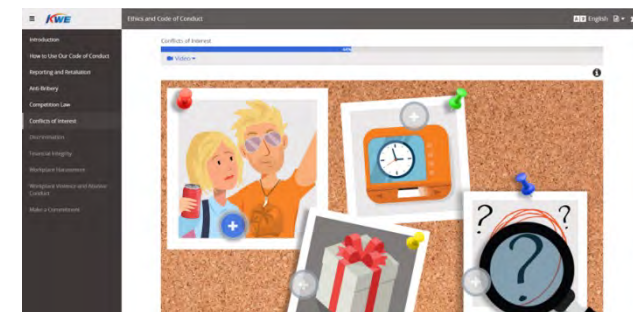 KWE
Ethics and Code of Conduct
English
Introduction
How to Use Our Code of Conduct
Reporting and Retaliation
Anti-Bribery
Competition Law
Conflicts of Interest
Discrimination
Financial Integrity
Workplace Harassment
Workplace Violence and Abusive
Conduct
Make a Commitment
Conflicts of Interest
Video
? ?
?